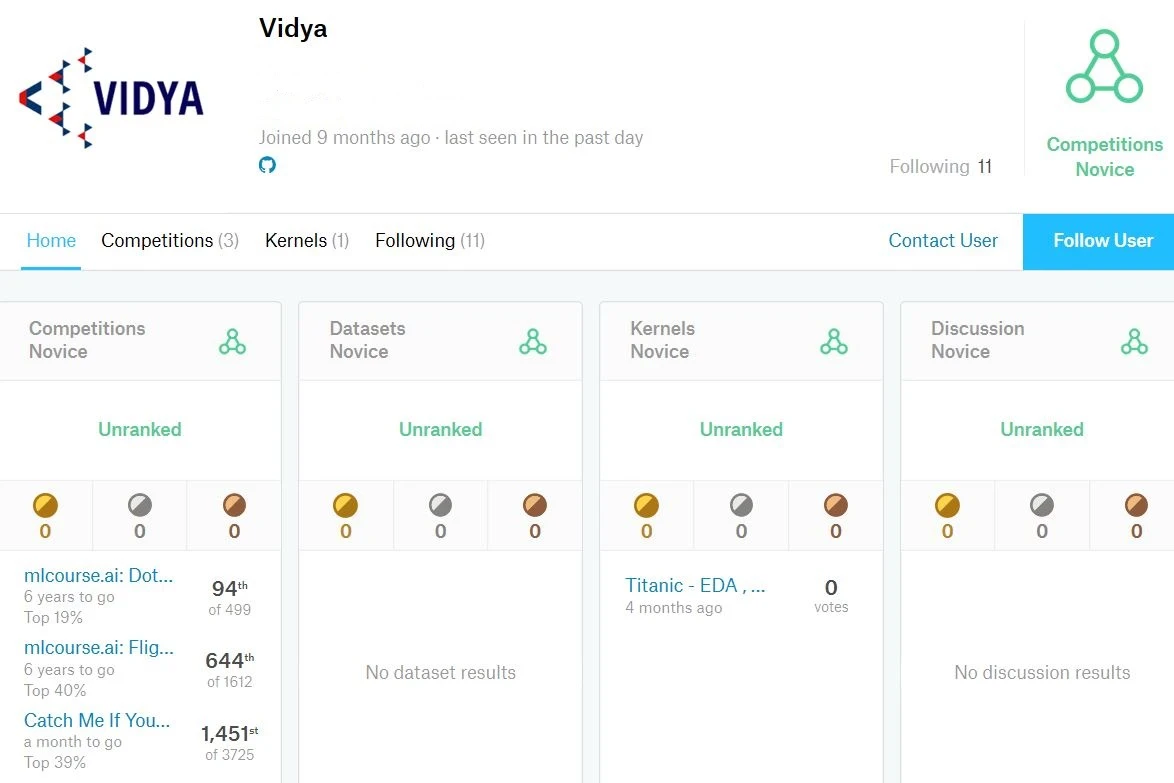 Vidya
VIDYA
Joined 9 months ago · last seen in the past day
Following 11
Competitions
Novice
Home Competitions (3) Kernels (1) Following (11) Contact User Follow User
Competitions
Novice
Unranked
0 0 0
mlcourse.ai: Dot...
6 years to go
Top 19%
94th
of 499
mlcourse.ai: Flig...
6 years to go
Top 40%
644th
of 1612
Catch Me If You...
a month to go
Top 39%
1,451st
of 3725
Datasets
Novice
Unranked
0 0 0
No dataset results
Kernels
Novice
Unranked
0 0 0
Titanic - EDA , ...
4 months ago
0
votes
Discussion
Novice
Unranked
0 0 0
No discussion results